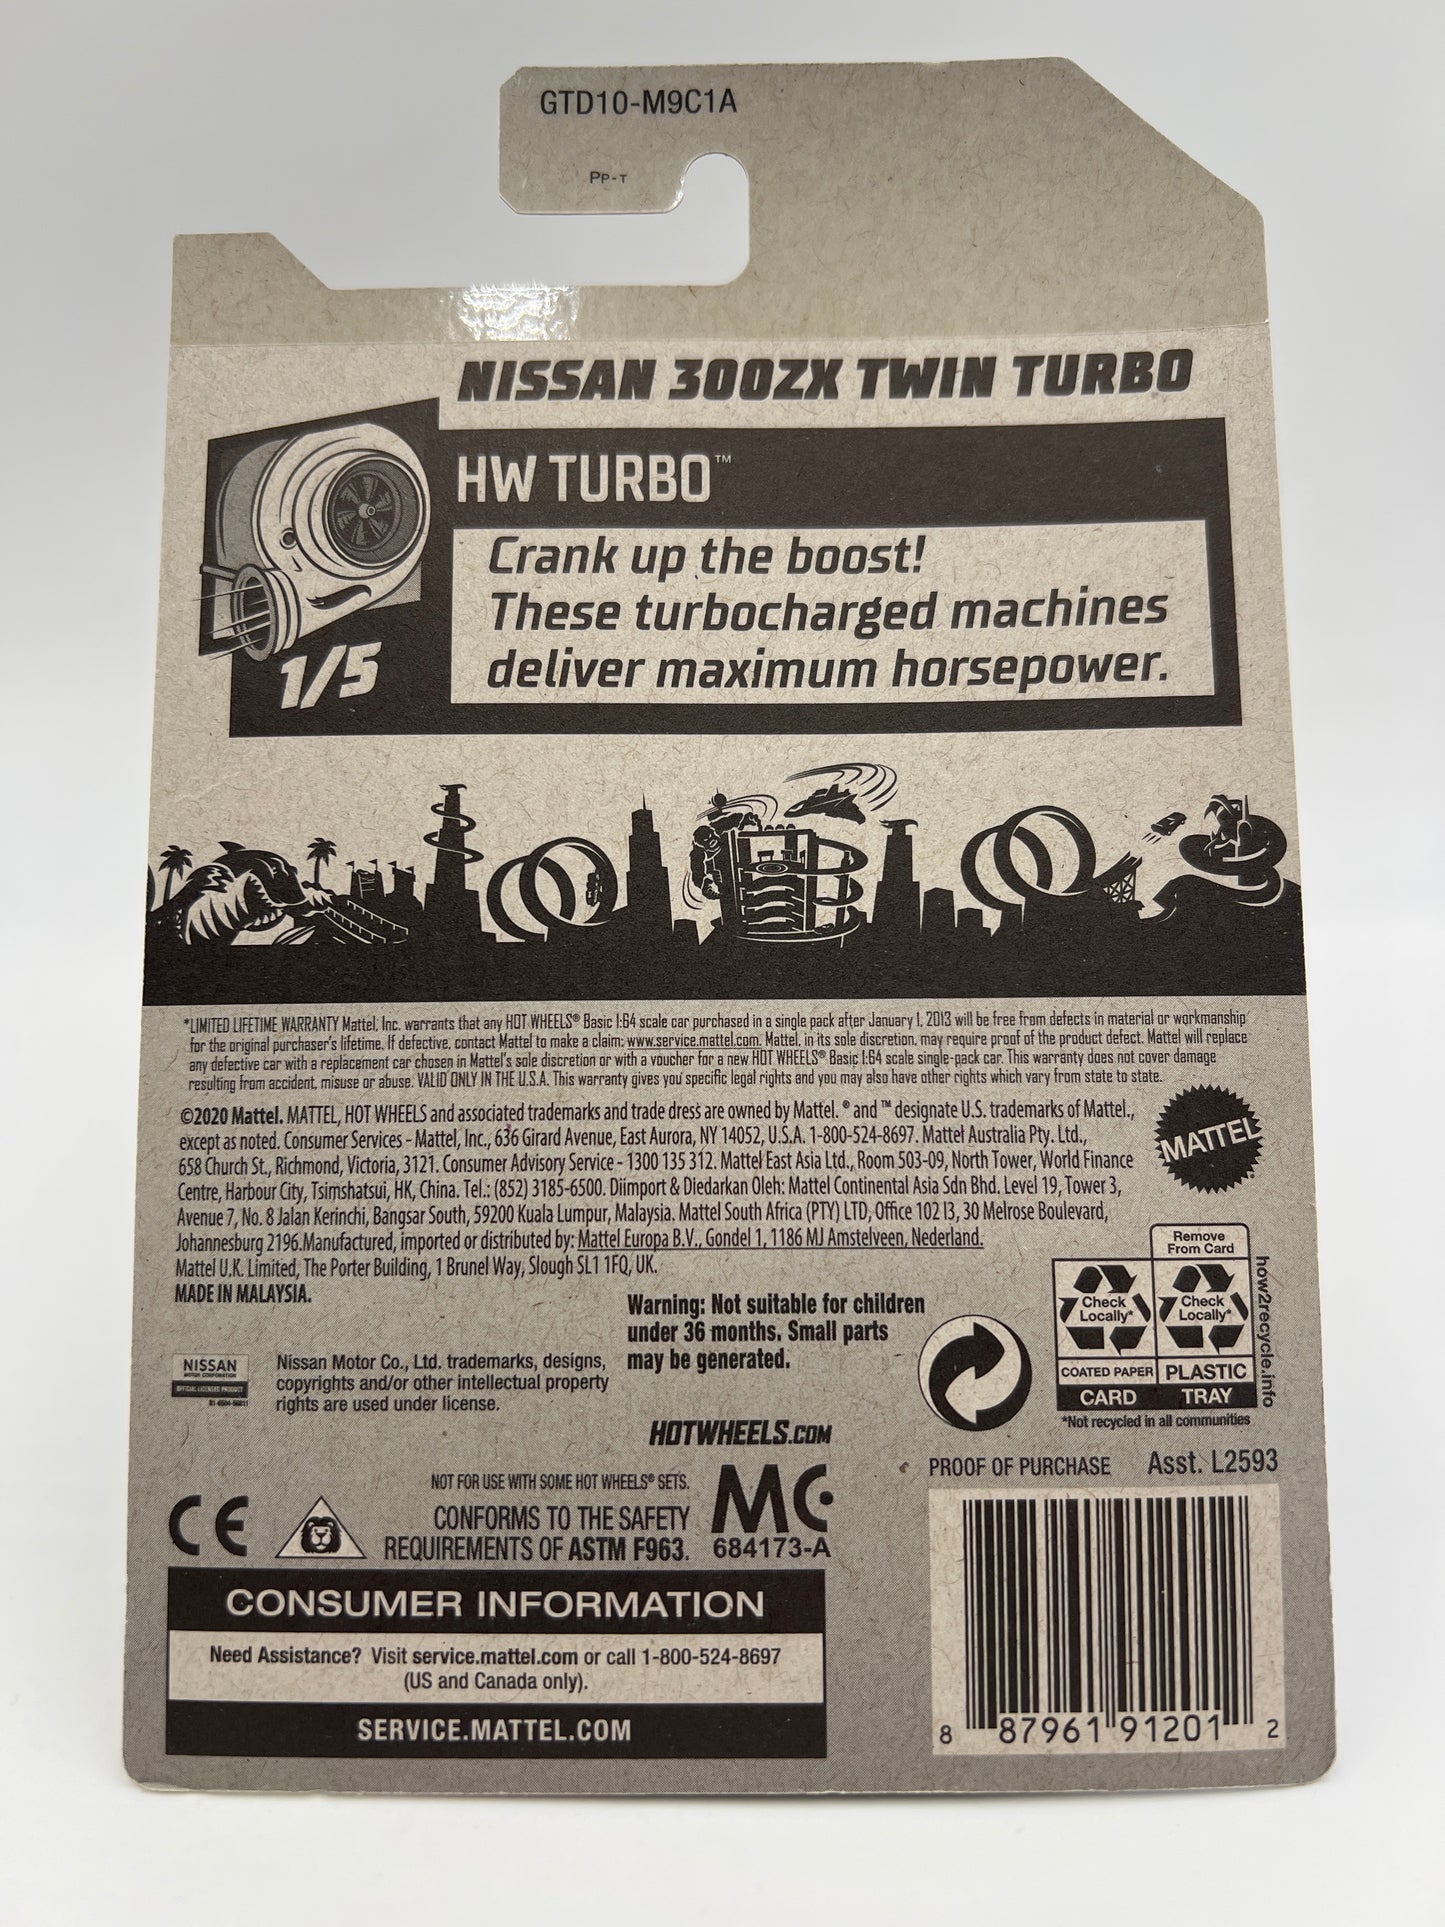 GTD10-M9C1A
PP-T
NISSAN 300ZX TWIN TURBO
HW TURBO™
Crank up the boost!
These turbocharged machines
deliver maximum horsepower.
1/5
*LIMITED LIFETIME WARRANTY Mattel, Inc. warrants that any HOT WHEELS® Basic 1:64 scale car purchased in a single pack after January 1, 2013 will be free from defects in material or workmanship
for the original purchaser's lifetime. If defective, contact Mattel to make a claim: www.service.mattel.com. Mattel, in its sole discretion, may require proof of the product defect. Mattel will replace
any defective car with a replacement car chosen in Mattel's sole discretion or with a voucher for a new HOT WHEELS® Basic 1:64 scale single-pack car. This warranty does not cover damage
resulting from accident, misuse or abuse. VALID ONLY IN THE U.S.A. This warranty gives you specific legal rights and you may also have other rights which vary from state to state.
©2020 Mattel. MATTEL, HOT WHEELS and associated trademarks and trade dress are owned by Mattel. ® and ™ designate U.S. trademarks of Mattel.,
except as noted. Consumer Services - Mattel, Inc., 636 Girard Avenue, East Aurora, NY 14052, U.S.A. 1-800-524-8697. Mattel Australia Pty. Ltd.,
658 Church St., Richmond, Victoria, 3121. Consumer Advisory Service - 1300 135 312. Mattel East Asia Ltd., Room 503-09, North Tower, World Finance
Centre, Harbour City, Tsimshatsui, HK, China. Tel.: (852) 3185-6500. Diimport & Diedarkan Oleh: Mattel Continental Asia Sdn Bhd. Level 19, Tower 3,
Avenue 7, No. 8 Jalan Kerinchi, Bangsar South, 59200 Kuala Lumpur, Malaysia. Mattel South Africa (PTY) LTD, Office 102 I3, 30 Melrose Boulevard,
Johannesburg 2196.Manufactured, imported or distributed by: Mattel Europa B.V., Gondel 1, 1186 MJ Amstelveen, Nederland.
Mattel U.K. Limited, The Porter Building, 1 Brunel Way, Slough SL1 1FQ, UK.
MADE IN MALAYSIA.
MATTEL
Remove
From Card
Check
Locally*
Check
Locally*
COATED PAPER
PLASTIC
CARD
TRAY
how2recycle.info
*Not recycled in all communities
Warning: Not suitable for children
under 36 months. Small parts
may be generated.
NISSAN
MOTOR CORPORATION
OFFICIAL LICENSED PRODUCT
Nissan Motor Co., Ltd. trademarks, designs,
copyrights and/or other intellectual property
rights are used under license.
HOTWHEELS.COM
PROOF OF PURCHASE
Asst. L2593
NOT FOR USE WITH SOME HOT WHEELS® SETS.
CONFORMS TO THE SAFETY
REQUIREMENTS OF ASTM F963.
CE
MC
684173-A
CONSUMER INFORMATION
Need Assistance? Visit service.mattel.com or call 1-800-524-8697
(US and Canada only).
SERVICE.MATTEL.COM
8 87961 91201 2